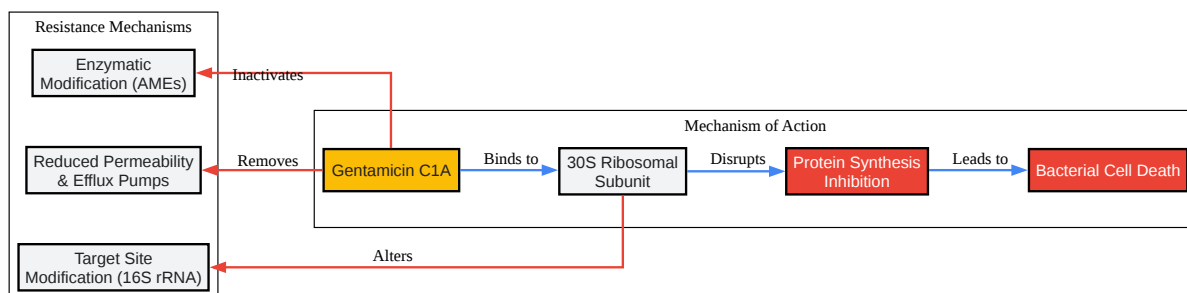 Resistance Mechanisms
Enzymatic
Modification (AMEs)
Inactivates
Mechanism of Action
Reduced Permeability
& Efflux Pumps
Removes
Gentamicin C1A
Binds to
30S Ribosomal
Subunit
Disrupts
Protein Synthesis
Inhibition
Leads to
Bacterial Cell Death
Target Site
Modification (16S rRNA)
Alters